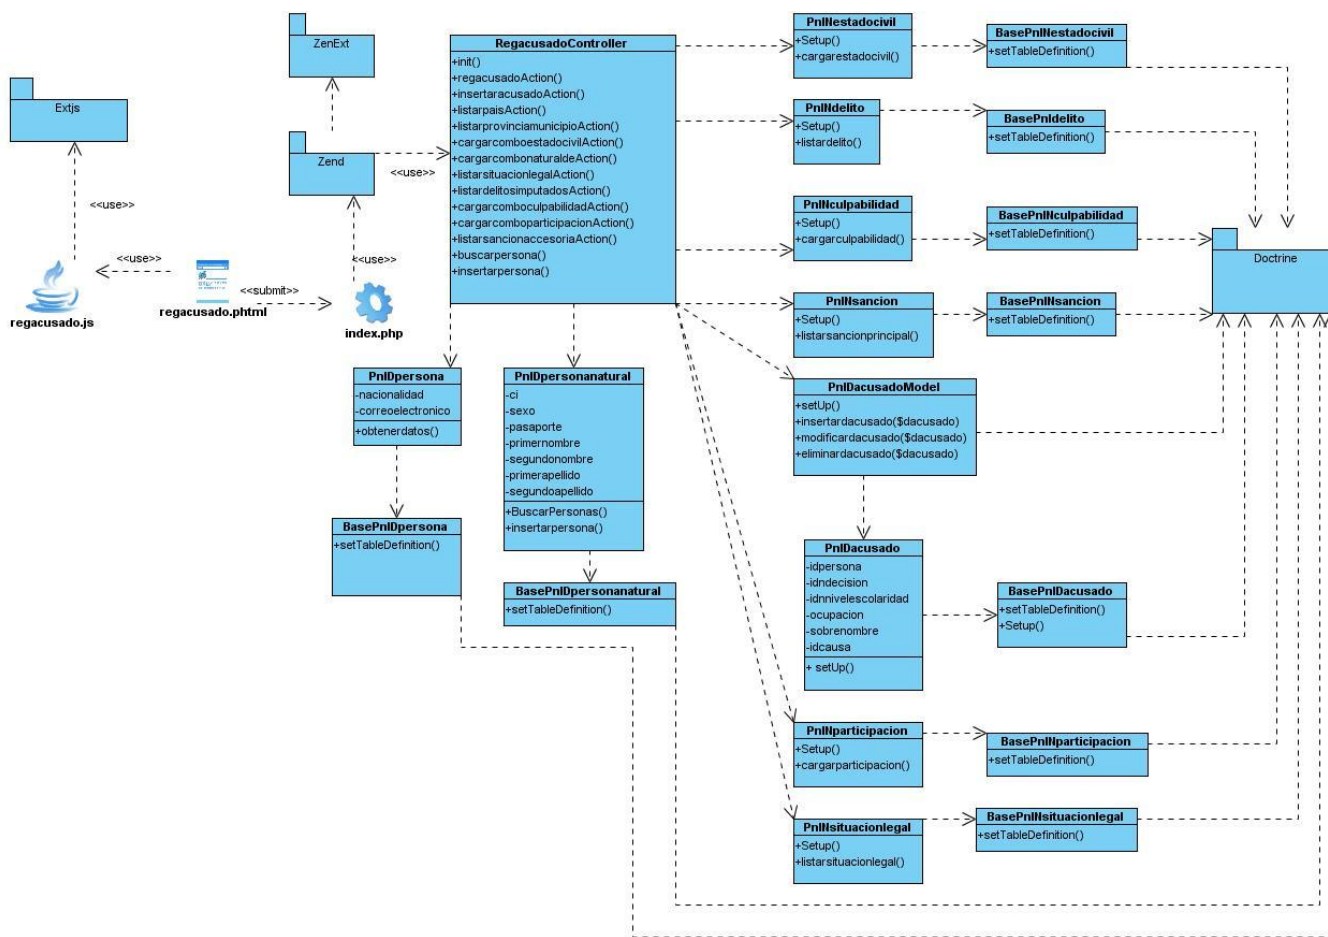 Extjs
<<use>>
regacusado.js
<<use>>
regacusado.phtml
<<submit>>
ZenExt
Zend
<<use>>
index.php
<<use>>
RegacusadoController
+init()
+regacusadoAction()
+insertaracusadoAction()
+listarpaisAction()
+listarprovinciamunicipioAction()
+cargarcomboestadocivilAction()
+cargarcombonaturaldeAction()
+listarsituacionlegalAction()
+listardelitosimputadosAction()
+cargarcomboculpabilidadAction()
+cargarcomboparticipacionAction()
+listarsancionaccesoriaAction()
+buscarpersona()
+insertarpersona()
PnlDpersona
-nacionalidad
-correoelectronico
+obtenerdatos()
BasePnlDpersona
+setTableDefinition()
PnlDpersonanatural
-ci
-sexo
-pasaporte
-primernombre
-segundonombre
-primerapellido
-segundoapellido
+BuscarPersonas()
+insertarpersona()
BasePnlDpersonanatural
+setTableDefinition()
PnlNestadocivil
+Setup()
+cargarestadocivil()
BasePnlNestadocivil
+setTableDefinition()
PnlNdelito
+Setup()
+listardelito()
BasePnldelito
+setTableDefinition()
PnlNculpabilidad
+Setup()
+cargarculpabilidad()
BasePnlNculpabilidad
+setTableDefinition()
Doctrine
PnlNsancion
+Setup()
+listarsancionprincipal()
BasePnlNsancion
+setTableDefinition()
PnlDacusadoModel
+setUp()
+insertardacusado($dacusado)
+modificardacusado($dacusado)
+eliminardacusado($dacusado)
PnlDacusado
-idpersona
-idndecision
-idnnivelescolaridad
-ocupacion
-sobrenombre
-idcausa
+ setUp()
BasePnlDacusado
+setTableDefinition()
+Setup()
PnlNparticipacion
+Setup()
+cargarparticipacion()
BasePnlNparticipacion
+setTableDefinition()
PnlNsituacionlegal
+Setup()
+listarsituacionlegal()
BasePnlNsituacionlegal
+setTableDefinition()